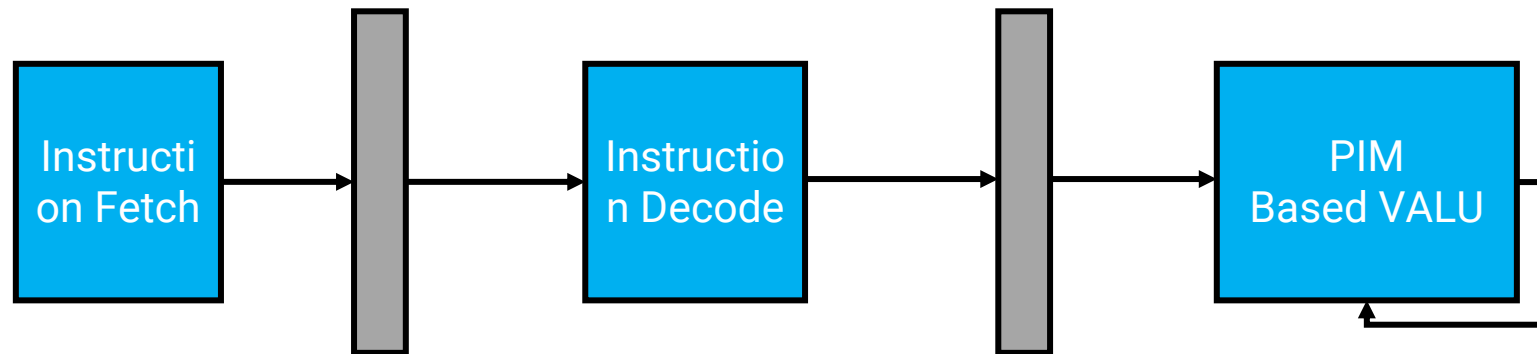 Instructi
on Fetch
Instructio
n Decode
PIM
Based VALU